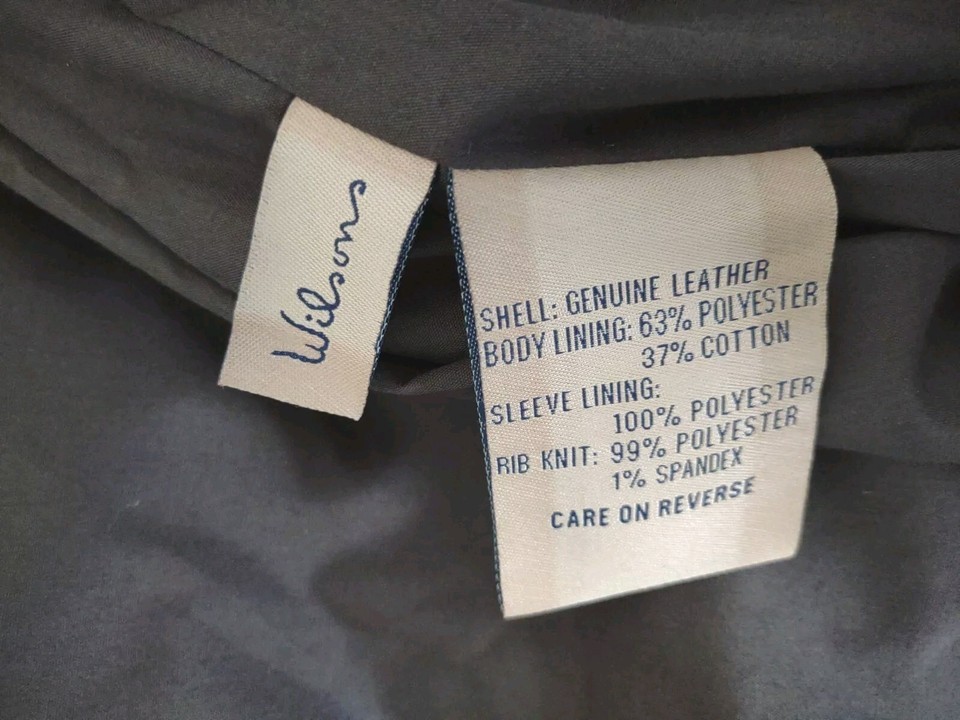 Wilsons
SHELL: GENUINE LEATHER
BODY LINING: 63% POLYESTER
37% COTTON
SLEEVE LINING:
100% POLYESTER
RIB KNIT: 99% POLYESTER
1% SPANDEX
CARE ON REVERSE